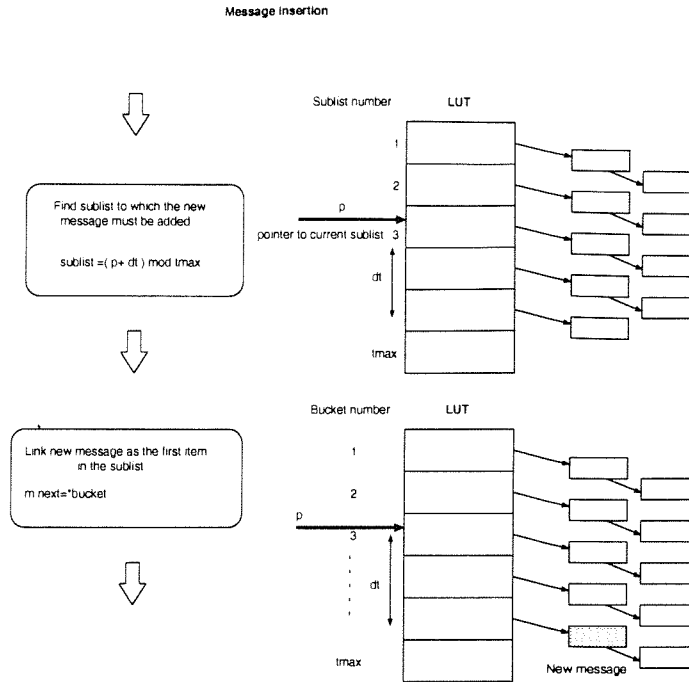 Message Insertion
Sublist number LUT
1
2
p
pointer to current sublist 3
dt
tmax
Find sublist to which the new
message must be added
sublist =( p+ dt ) mod tmax
Bucket number LUT
1
2
p
3
dt
tmax
New message
Link new message as the first item
in the sublist
m next=*bucket